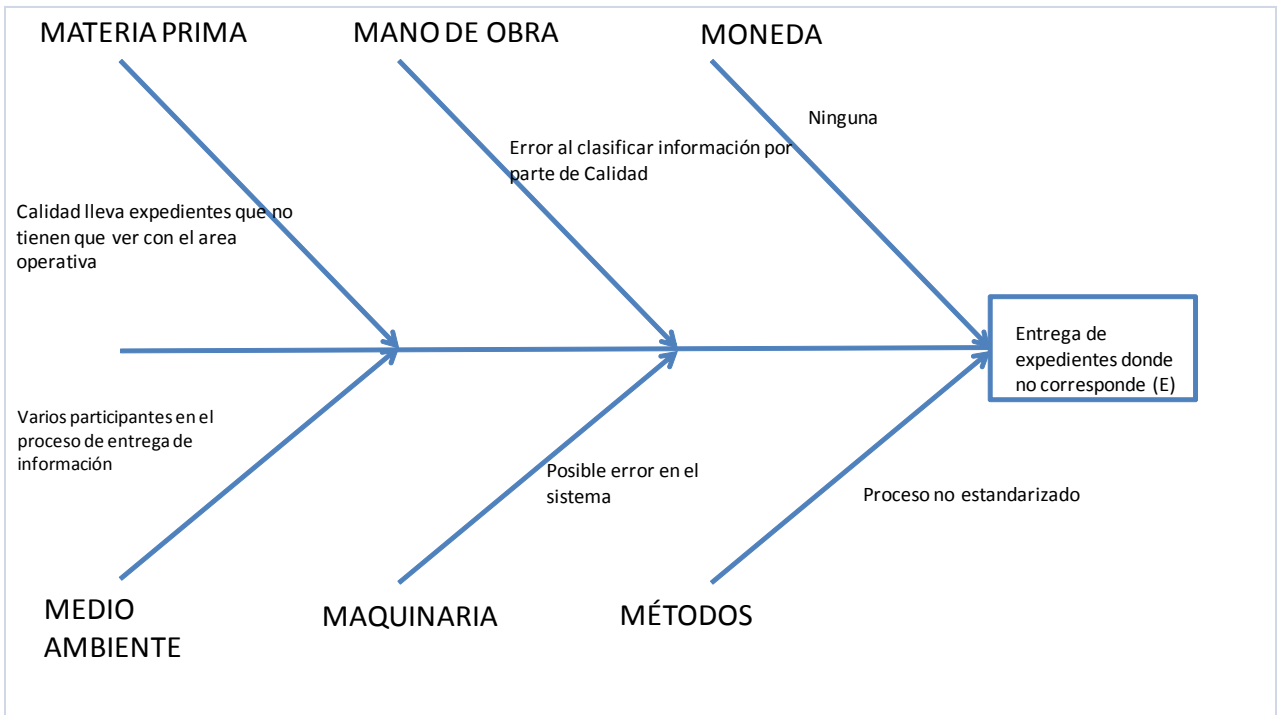 MATERIA PRIMA
MANO DE OBRA
MONEDA
Ninguna
Error al clasificar información por
parte de Calidad
Calidad lleva expedientes que no
tienen que ver con el area
operativa
Entrega de
expedientes donde
no corresponde (E)
Varios participantes en el
proceso de entrega de
información
Posible error en el
sistema
Proceso no estandarizado
MEDIO
AMBIENTE
MAQUINARIA
MÉTODOS